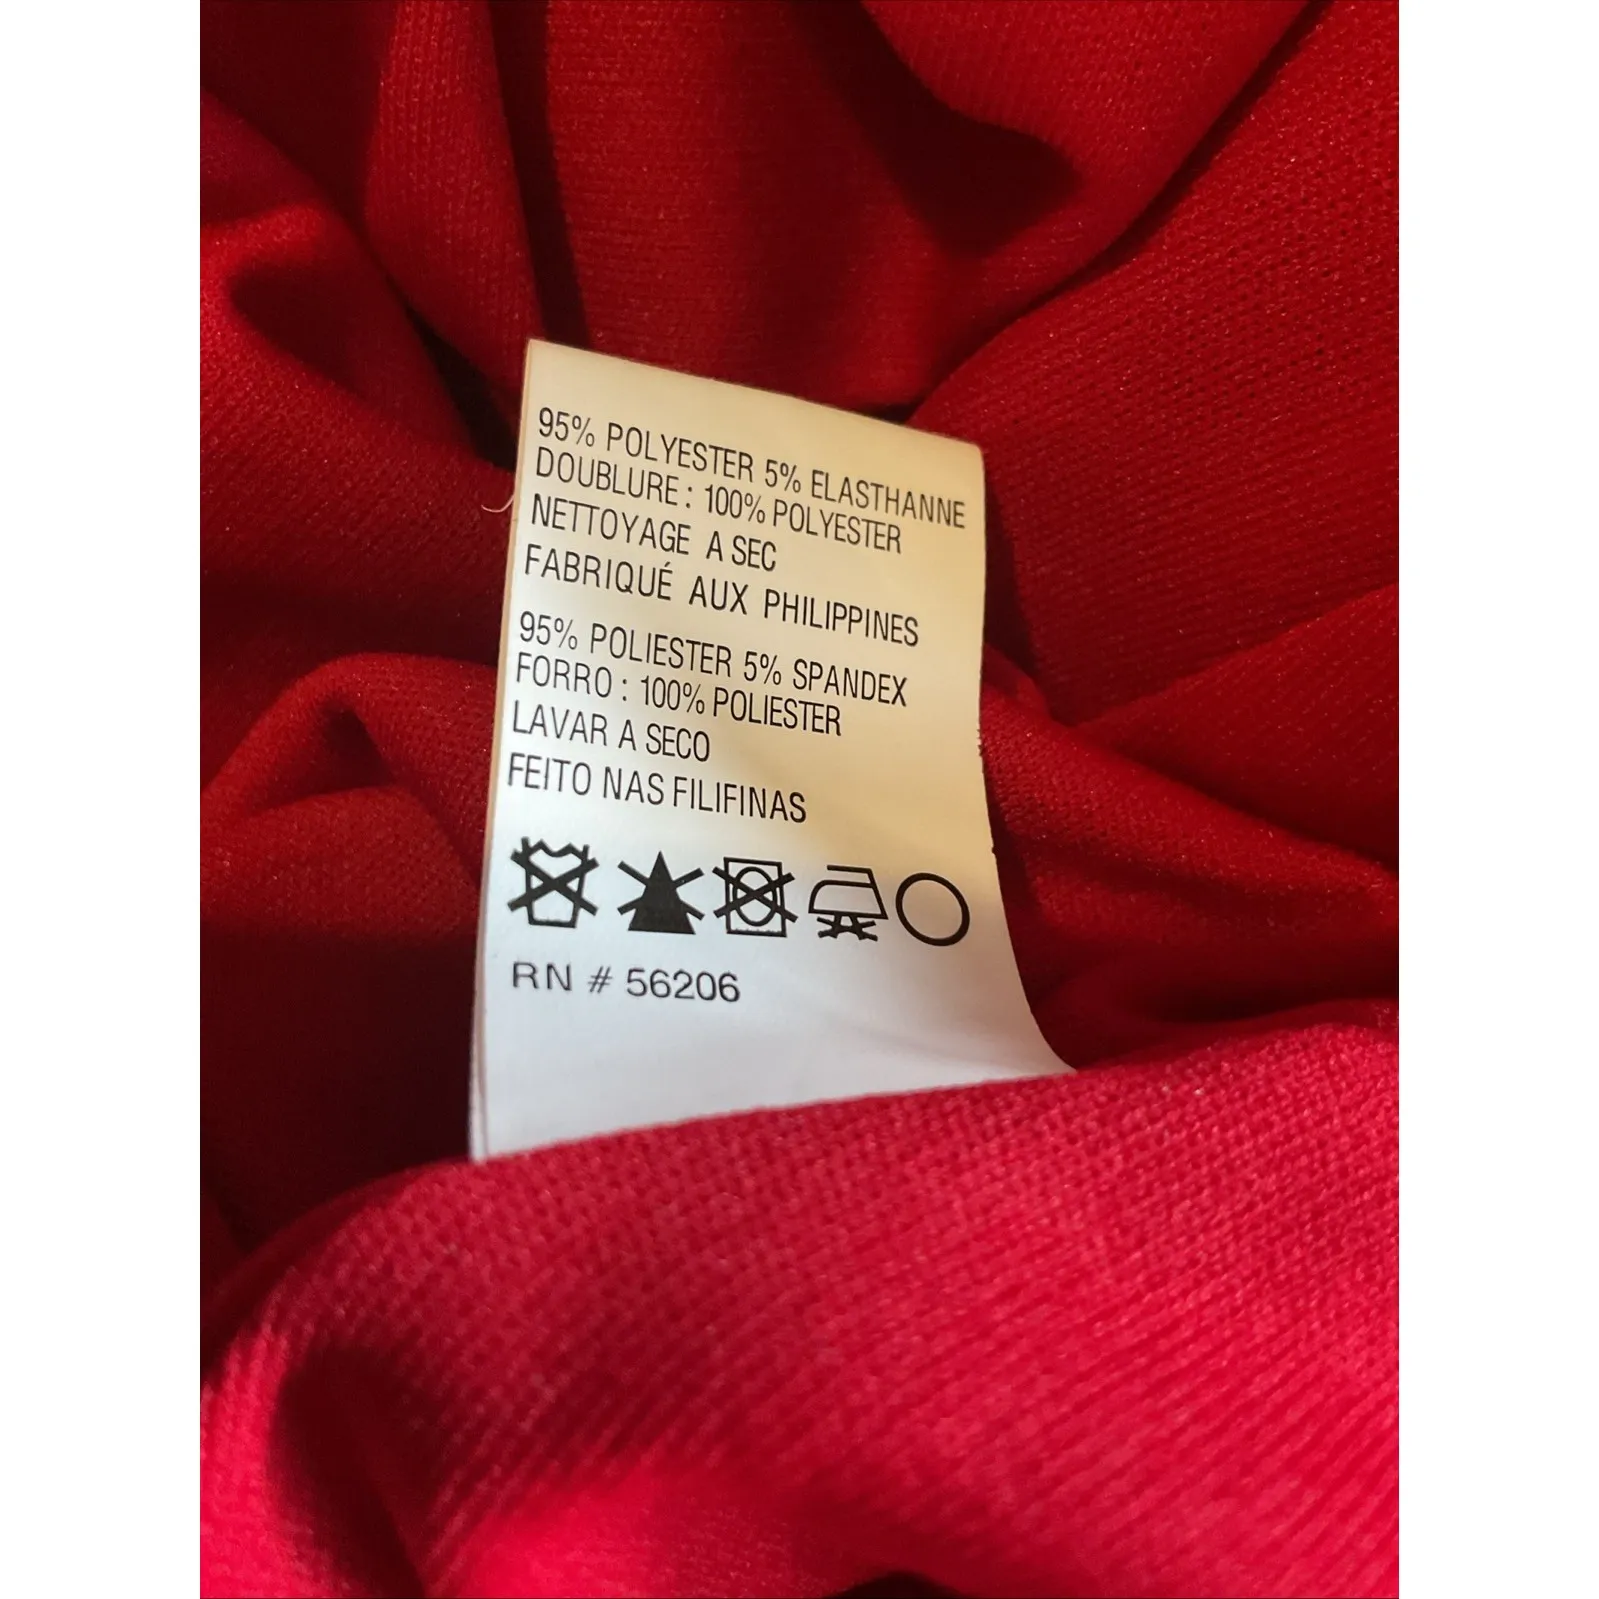 95% POLYESTER 5% ELASTHANNE
DOUBLURE : 100% POLYESTER
NETTOYAGE A SEC
FABRIQUÉ AUX PHILIPPINES
95% POLIESTER 5% SPANDEX
FORRO : 100% POLIESTER
LAVAR A SECO
FEITO NAS FILIFINAS
RN # 56206